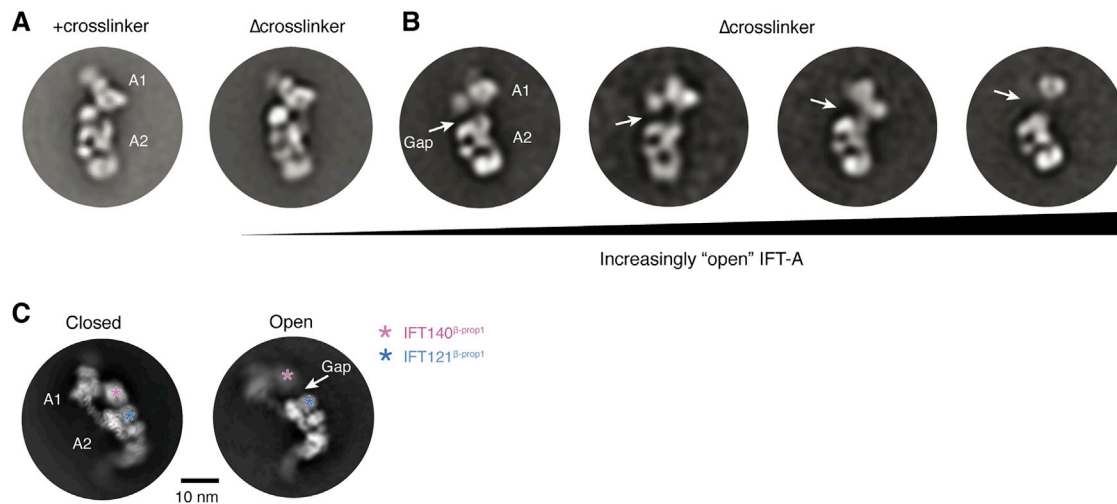 A
+crosslinker
Δcrosslinker
A1
A2
B
Δcrosslinker
A1
A2
Gap
Increasingly “open” IFT-A
C
Closed
Open
A1
A2
Gap
* IFT140β-prop1
* IFT121β-prop1
10 nm